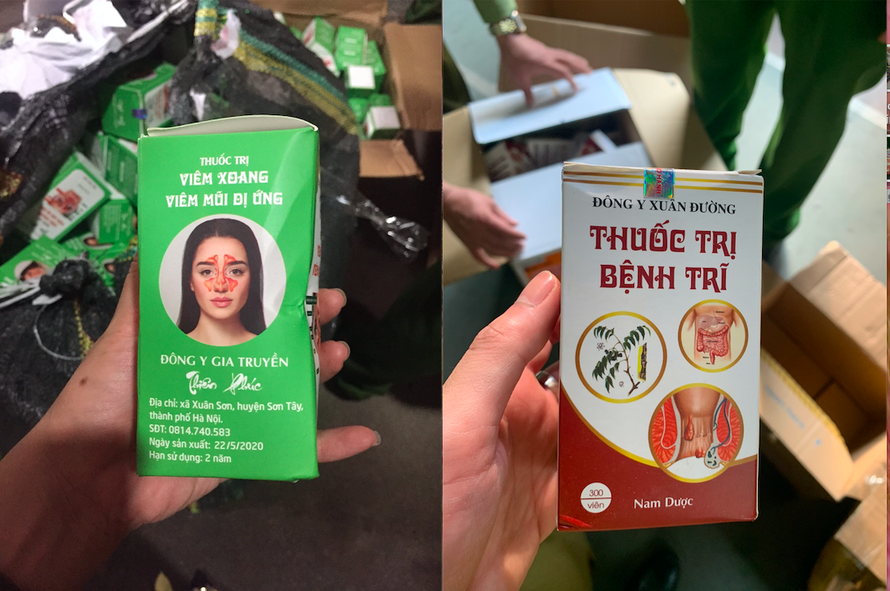 THUỐC TRỊ
VIÊM XOANG
VIÊM MŨI DỊ ỨNG
ĐÔNG Y GIA TRUYỀN
Thiên Phúc
Địa chỉ: xã Xuân Sơn, huyện Sơn Tây,
thành phố Hà Nội.
SĐT: 0814.740.583
Ngày sản xuất: 22/5/2020
Hạn sử dụng: 2 năm
ĐÔNG Y XUÂN ĐƯỜNG
THUỐC TRỊ
BỆNH TRĨ
300
viên
Nam Dược